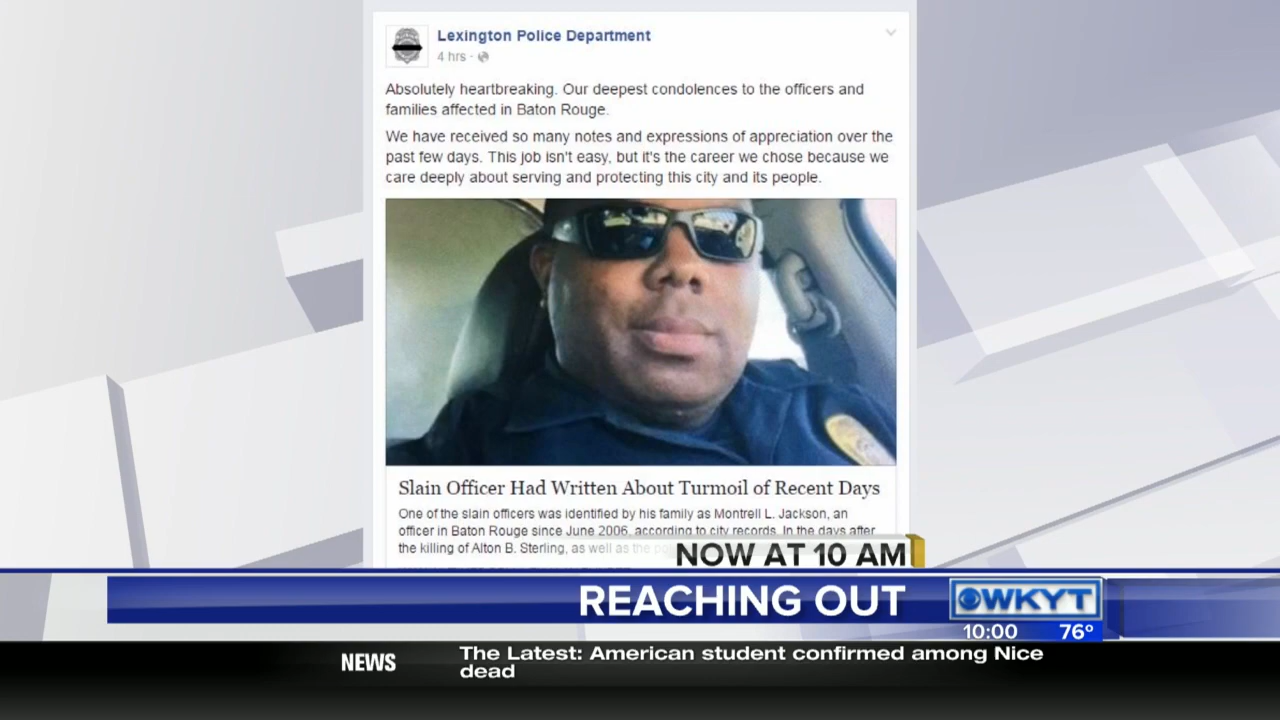 Lexington Police Department
4 hrs ·
Absolutely heartbreaking. Our deepest condolences to the officers and
families affected in Baton Rouge.
We have received so many notes and expressions of appreciation over the
past few days. This job isn't easy, but it's the career we chose because we
care deeply about serving and protecting this city and its people.
Slain Officer Had Written About Turmoil of Recent Days
One of the slain officers was identified by his family as Montrell L. Jackson, an
officer in Baton Rouge since June 2006, according to city records. In the days after
the killing of Alton B. Sterling, as well as the
NOW AT 10 AM
REACHING OUT
WKYT
10:00 76º
NEWS
The Latest: American student confirmed among Nice
dead